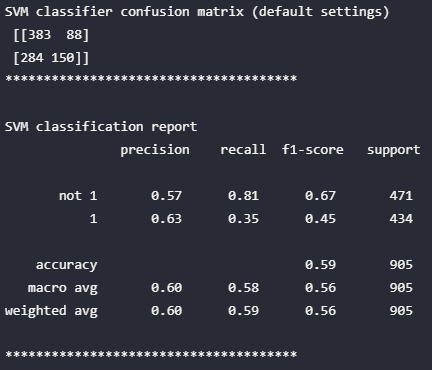 SVM classifier confusion matrix (default settings)
[[383  88]
[284 150]]
**************************************

SVM classification report
              precision    recall  f1-score   support

       not 1       0.57      0.81      0.67       471
           1       0.63      0.35      0.45       434

    accuracy                           0.59       905
   macro avg       0.60      0.58      0.56       905
weighted avg       0.60      0.59      0.56       905

**************************************